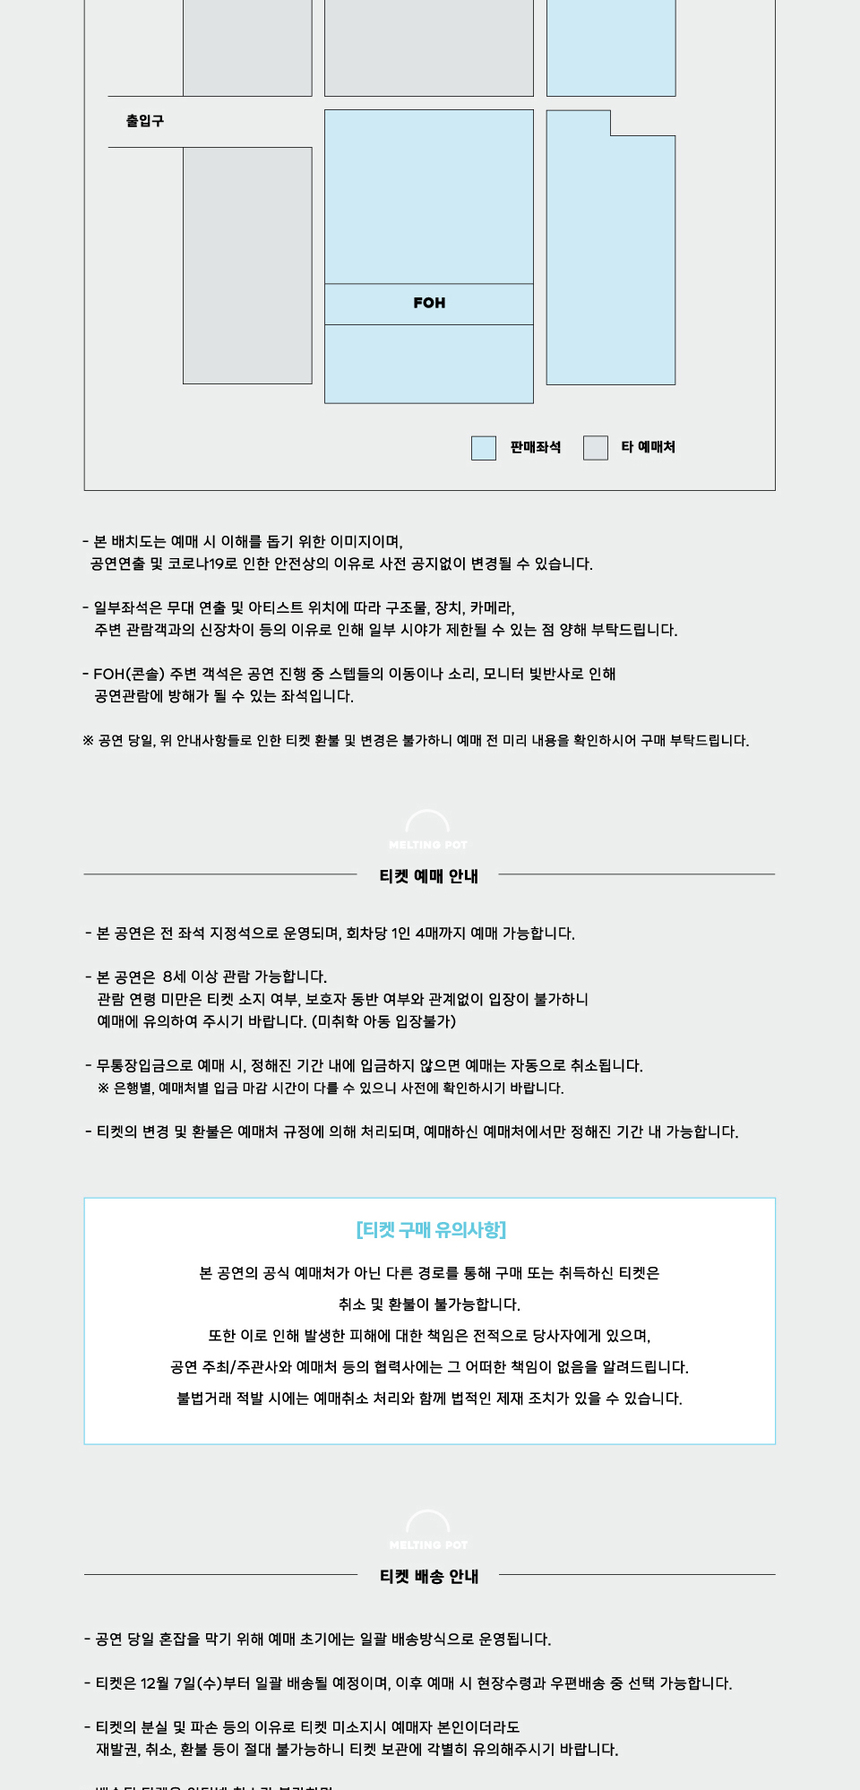 출입구
FOH
판매좌석 타 예매처
- 본 배치도는 예매 시 이해를 돕기 위한 이미지이며,
공연연출 및 코로나19로 인한 안전상의 이유로 사전 공지없이 변경될 수 있습니다.
- 일부좌석은 무대 연출 및 아티스트 위치에 따라 구조물, 장치, 카메라,
주변 관람객과의 신장차이 등의 이유로 인해 일부 시야가 제한될 수 있는 점 양해 부탁드립니다.
- FOH(콘솔) 주변 객석은 공연 진행 중 스텝들의 이동이나 소리, 모니터 빛반사로 인해
공연관람에 방해가 될 수 있는 좌석입니다.
※ 공연 당일, 위 안내사항들로 인한 티켓 환불 및 변경은 불가하니 예매 전 미리 내용을 확인하시어 구매 부탁드립니다.
MELTING POT
티켓 예매 안내
- 본 공연은 전 좌석 지정석으로 운영되며, 회차당 1인 4매까지 예매 가능합니다.
- 본 공연은 8세 이상 관람 가능합니다.
관람 연령 미만은 티켓 소지 여부, 보호자 동반 여부와 관계없이 입장이 불가하니
예매에 유의하여 주시기 바랍니다. (미취학 아동 입장불가)
- 무통장입금으로 예매 시, 정해진 기간 내에 입금하지 않으면 예매는 자동으로 취소됩니다.
※ 은행별, 예매처별 입금 마감 시간이 다를 수 있으니 사전에 확인하시기 바랍니다.
- 티켓의 변경 및 환불은 예매처 규정에 의해 처리되며, 예매하신 예매처에서만 정해진 기간 내 가능합니다.
[티켓 구매 유의사항]
본 공연의 공식 예매처가 아닌 다른 경로를 통해 구매 또는 취득하신 티켓은
취소 및 환불이 불가능합니다.
또한 이로 인해 발생한 피해에 대한 책임은 전적으로 당사자에게 있으며,
공연 주최/주관사와 예매처 등의 협력사에는 그 어떠한 책임이 없음을 알려드립니다.
불법거래 적발 시에는 예매취소 처리와 함께 법적인 제재 조치가 있을 수 있습니다.
MELTING POT
티켓 배송 안내
- 공연 당일 혼잡을 막기 위해 예매 초기에는 일괄 배송방식으로 운영됩니다.
- 티켓은 12월 7일(수)부터 일괄 배송될 예정이며, 이후 예매 시 현장수령과 우편배송 중 선택 가능합니다.
- 티켓의 분실 및 파손 등의 이유로 티켓 미소지시 예매자 본인이더라도
재발권, 취소, 환불 등이 절대 불가능하니 티켓 보관에 각별히 유의해주시기 바랍니다.